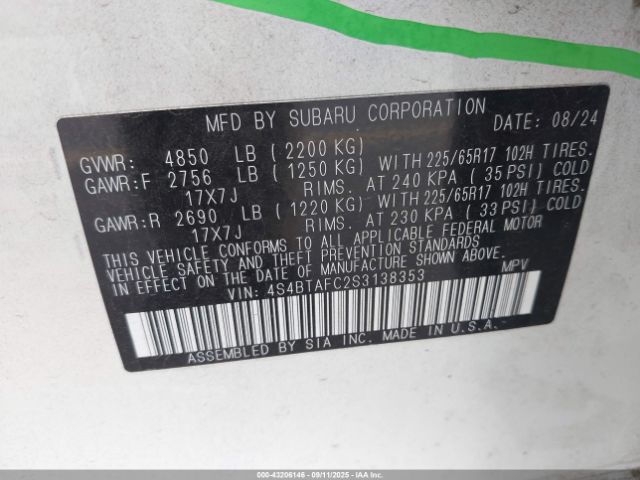 MFD BY SUBARU CORPORATION DATE: 08/24
GVWR: 4850 LB (2200 KG)
GAWR:F 2756 LB (1250 KG) WITH 225/65R17 102H TIRES.
17X7J RIMS. AT 240 KPA (35 PSI) COLD
GAWR:R 2690 LB (1220 KG) WITH 225/65R17 102H TIRES.
17X7J RIMS. AT 230 KPA (33 PSI) COLD
THIS VEHICLE CONFORMS TO ALL APPLICABLE FEDERAL MOTOR
VEHICLE SAFETY AND THEFT PREVENTION STANDARDS IN EFFECT
ON THE DATE OF MANUFACTURE SHOWN ABOVE.
VIN: 4S4BTAFC2S3138353 MPV
ASSEMBLED BY SIA INC. MADE IN U.S.A.
000-43206146 - 09/11/2025 - IAAI.COM